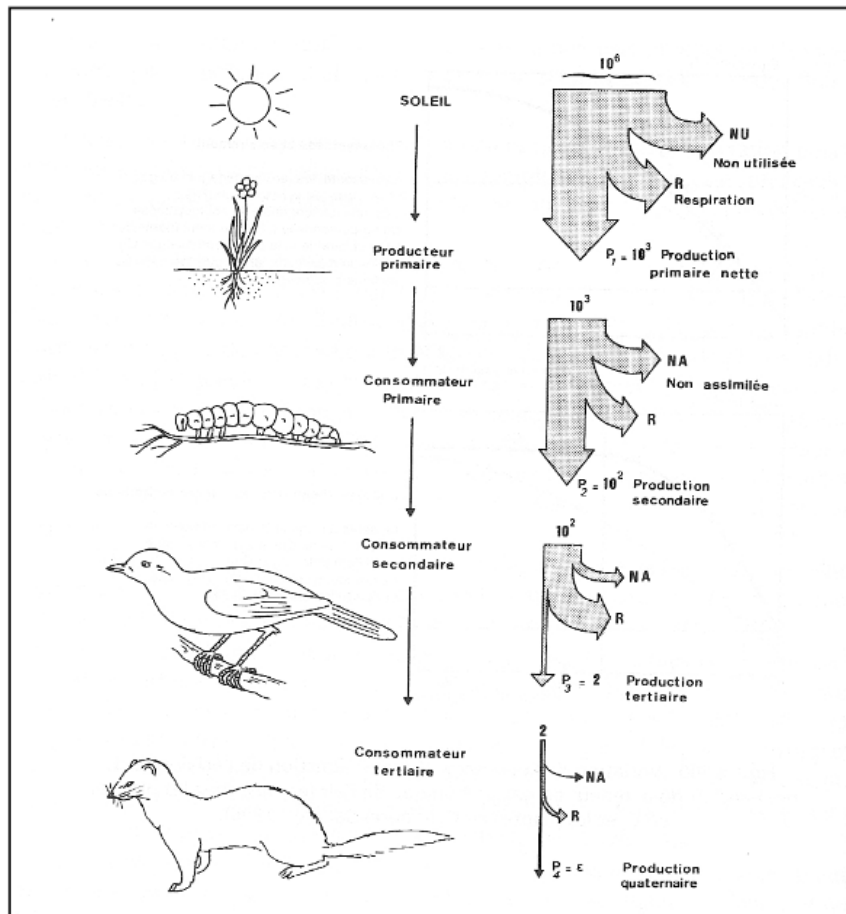 10⁶
SOLEIL
NU
Non utilisée
R
Respiration
Producteur
primaire
P₁ = 10³ Production
primaire nette
10³
NA
Non assimilée
Consommateur
Primaire
R
P₂ = 10² Production
secondaire
10²
Consommateur
secondaire
NA
R
P₃ = 2 Production
tertiaire
2
Consommateur
tertiaire
NA
R
P₄ = ε Production
quaternaire